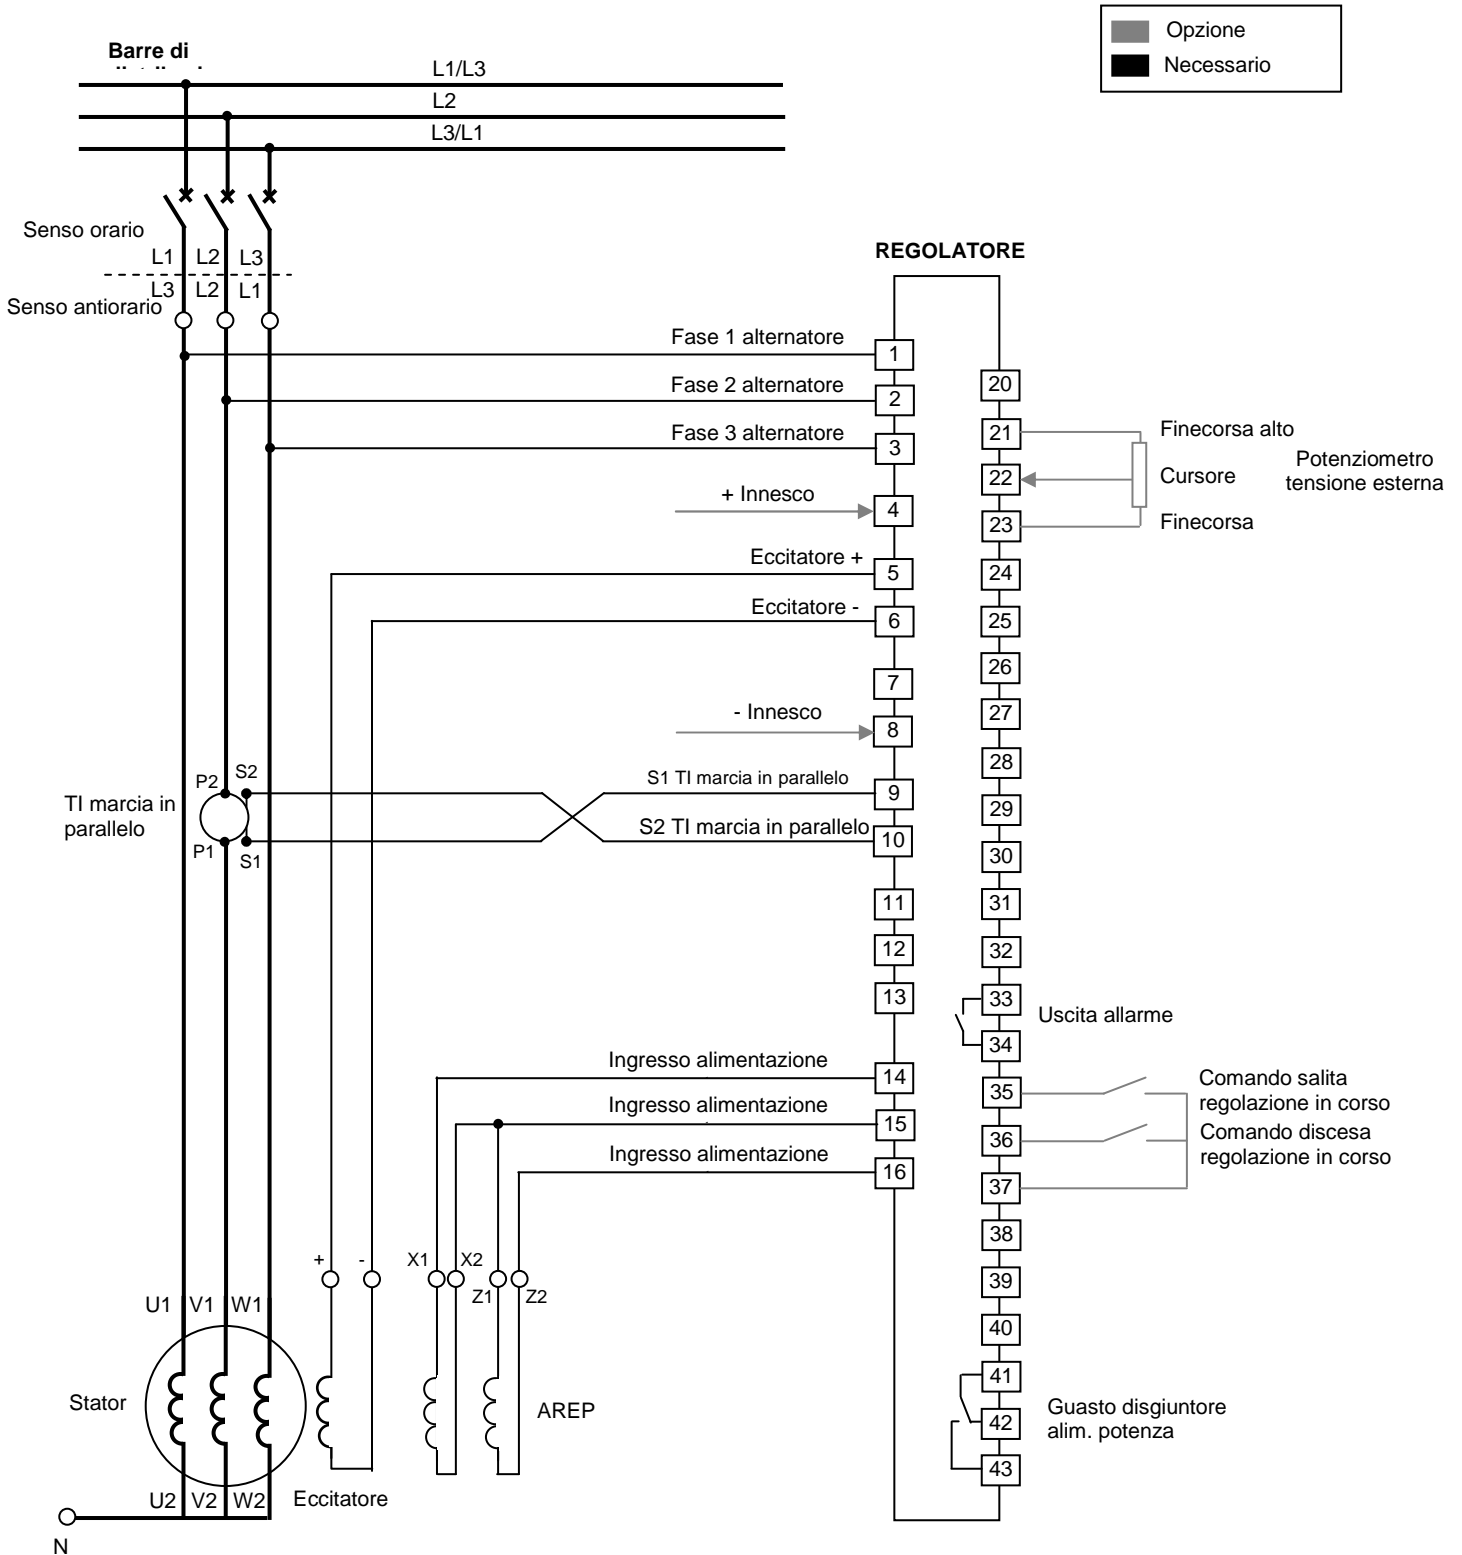 Opzione
Necessario
Barre di
L1/L3
L2
L3/L1
Senso orario
L1 L2 L3
L3 L2 L1
Senso antiorario
REGOLATORE
Fase 1 alternatore
1
Fase 2 alternatore
2
Fase 3 alternatore
3
+ Innesco
4
Eccitatore +
5
Eccitatore -
6
7
- Innesco
8
S1 TI marcia in parallelo
9
S2 TI marcia in parallelo
10
11
12
13
Ingresso alimentazione
14
Ingresso alimentazione
15
Ingresso alimentazione
16
20
21
22
23
24
25
26
27
28
29
30
31
32
33
34
35
36
37
38
39
40
41
42
43
Finecorsa alto
Cursore
Finecorsa
Potenziometro
tensione esterna
Uscita allarme
Comando salita
regolazione in corso
Comando discesa
regolazione in corso
Guasto disgiuntore
alim. potenza
TI marcia in
parallelo
P2 S2
P1 S1
+ -
X1 X2
Z1 Z2
U1 V1 W1
Stator
AREP
U2 V2 W2
Eccitatore
N